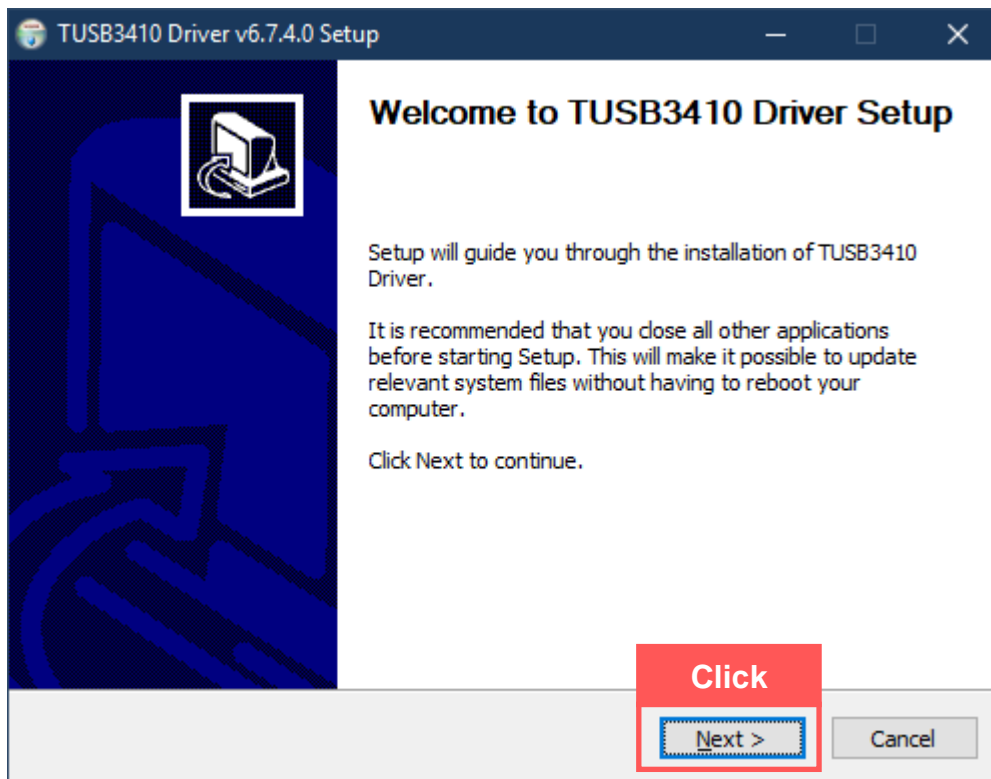 TUSB3410 Driver v6.7.4.0 Setup
Welcome to TUSB3410 Driver Setup
Setup will guide you through the installation of TUSB3410
Driver.
It is recommended that you close all other applications
before starting Setup. This will make it possible to update
relevant system files without having to reboot your
computer.
Click Next to continue.
Click
Next >
Cancel